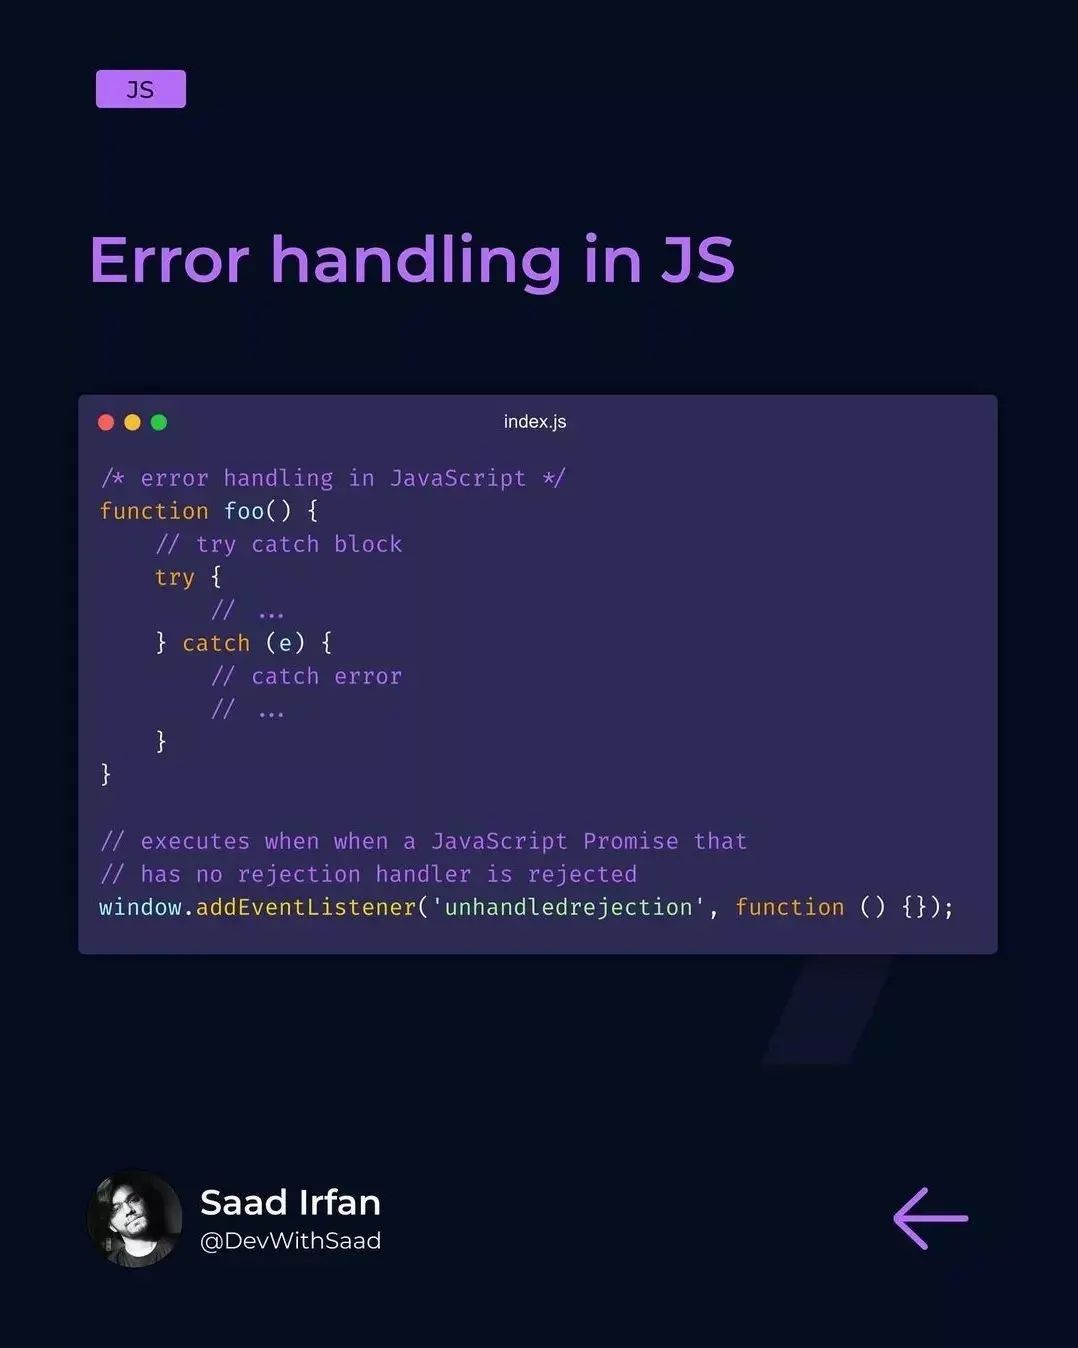 JS
Error handling in JS
index.js
/* error handling in JavaScript */
function foo() {
    // try catch block
    try {
        // ...
    } catch (e) {
        // catch error
        // ...
    }
}
// executes when when a JavaScript Promise that
// has no rejection handler is rejected
window.addEventListener('unhandledrejection', function () {});
Saad Irfan
@DevWithSaad